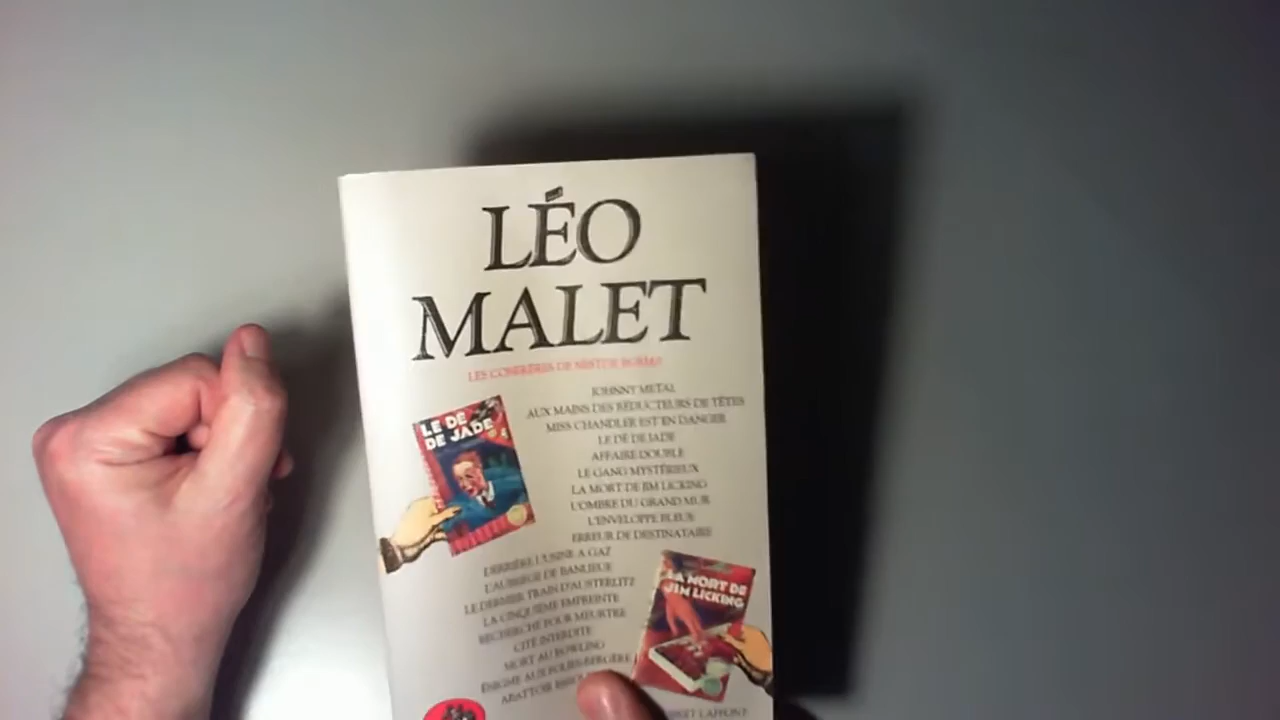 LÉO
MALET
LES CONFRÈRES DE NESTOR BURMA
JOHNNY METAL
AUX MAINS DES RÉDUCTEURS DE TÊTES
MISS CHANDLER EST EN DANGER
LE DÉ DE JADE
AFFAIRE DOUBLE
LE GANG MYSTÉRIEUX
LA MORT DE JIM LICKING
L'OMBRE DU GRAND MUR
L'ENVELOPPE BLEUE
ERREUR DE DESTINATAIRE
LE DÉ
DE JADE
DERRIÈRE L'USINE À GAZ
L'AUBERGE DE BANLIEUE
LE DERNIER TRAIN D'AUSTERLITZ
LA CINQUIÈME EMPREINTE
RECHERCHÉ POUR MEURTRE
CITÉ INTERDITE
MORT AU BOWLING
ÉNIGME AUX FOLIES-BERGÈRE
ABATTOIR
LA MORT DE
JIM LICKING
LAFFONT